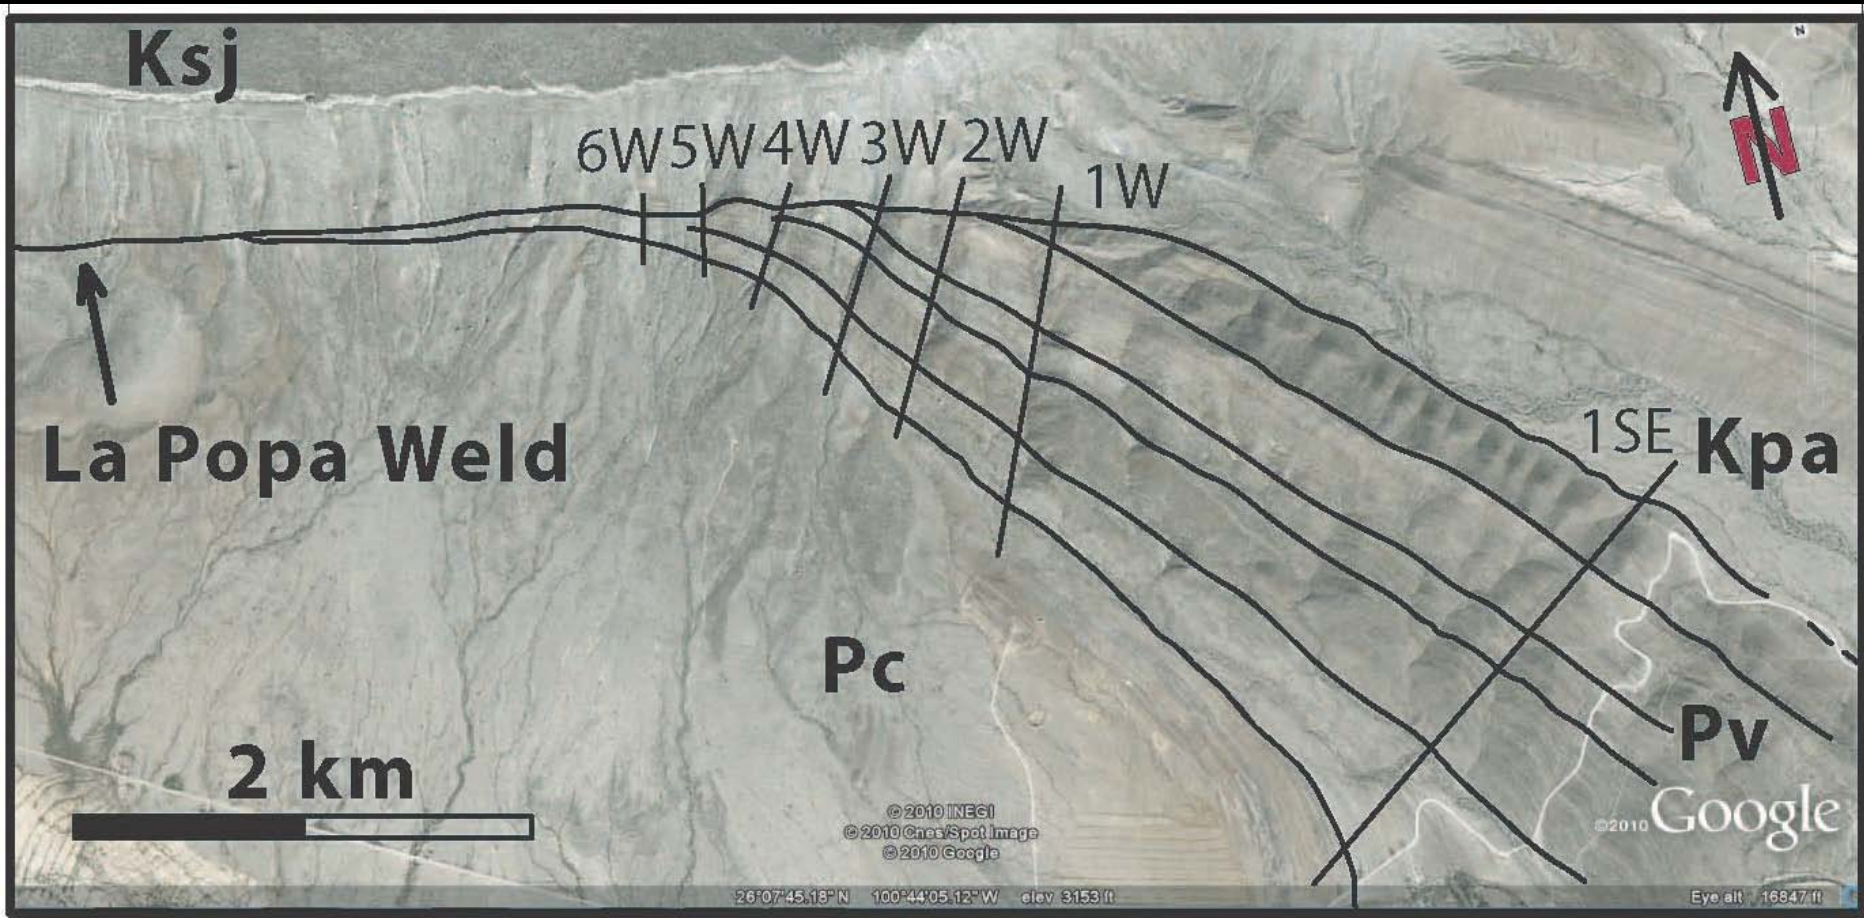 Ksj
N
N
6W 5W 4W 3W 2W
1W
1SE
Kpa
La Popa Weld
Pc
Pv
2 km
© 2010 INEGI
© 2010 Cnes/Spot Image
© 2010 Google
©2010 Google
26°07'45.18" N 100°44'05.12" W elev 3153 ft
Eye alt 16847 ft